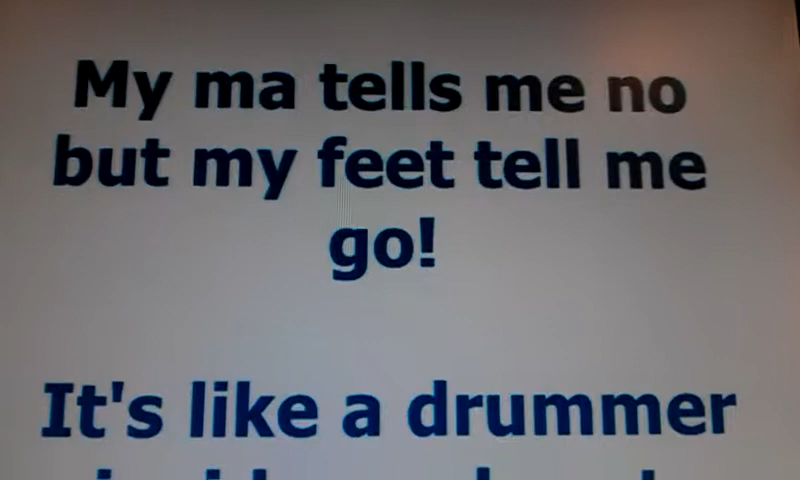 My ma tells me no
but my feet tell me
go!
It's like a drummer